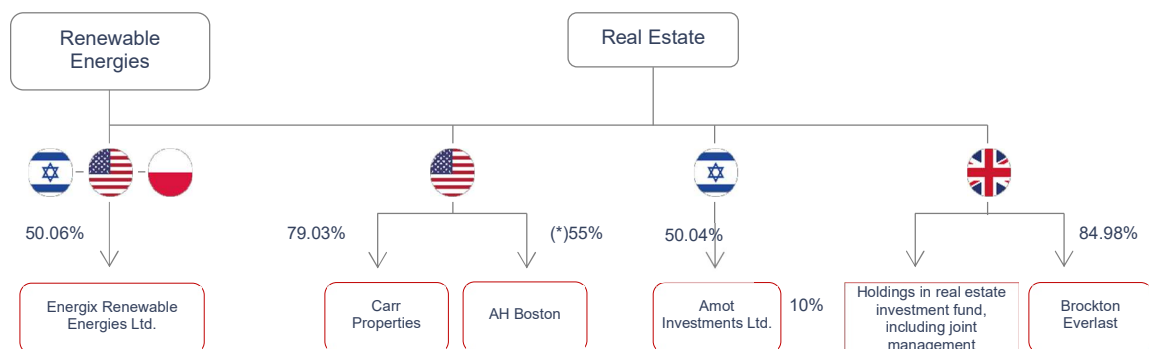 Renewable
Energies
Real Estate
50.06%
79.03%
(*)55%
50.04%
84.98%
Energix Renewable
Energies Ltd.
Carr
Properties
AH Boston
Amot
Investments Ltd.
10%
Holdings in real estate
investment fund,
including joint
management
Brockton
Everlast